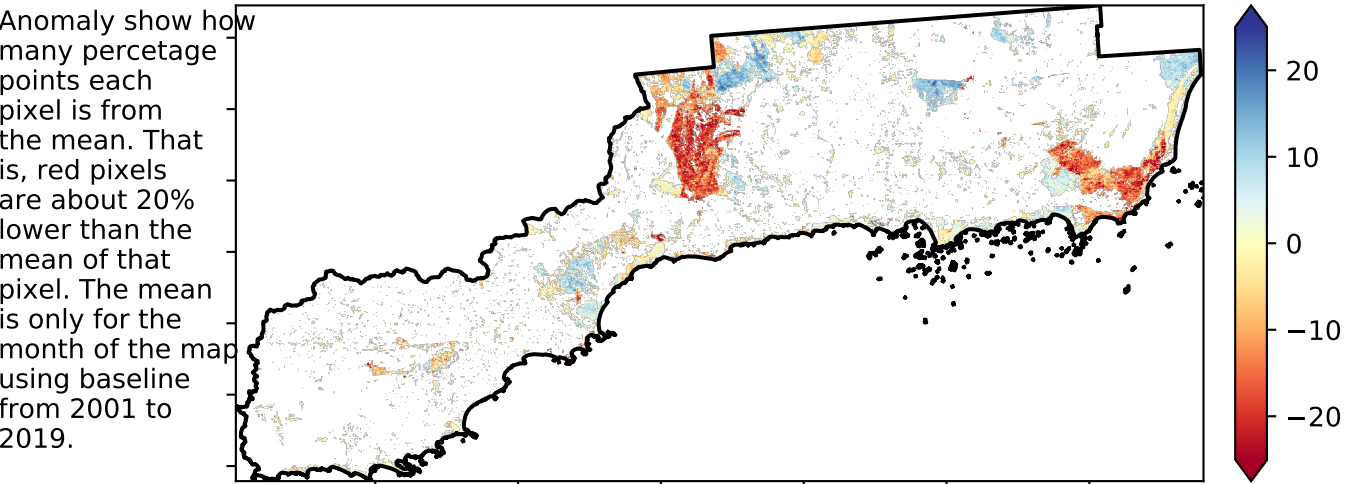 Anomaly show how
many percetage
points each
pixel is from
the mean. That
is, red pixels
are about 20%
lower than the
mean of that
pixel. The mean
is only for the
month of the map
using baseline
from 2001 to
2019.
20
10
0
−10
−20